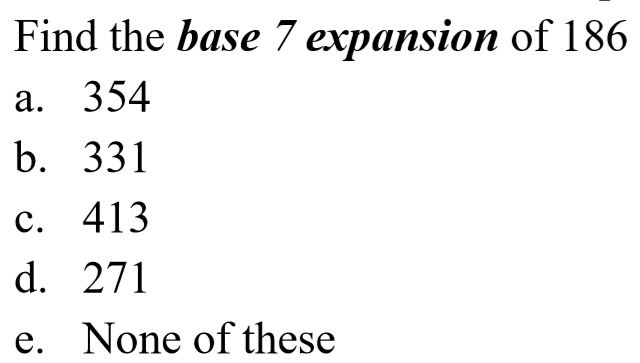 Find the base 7 expansion of 186
a. 354
b. 331
c. 413
d. 271
e. None of these